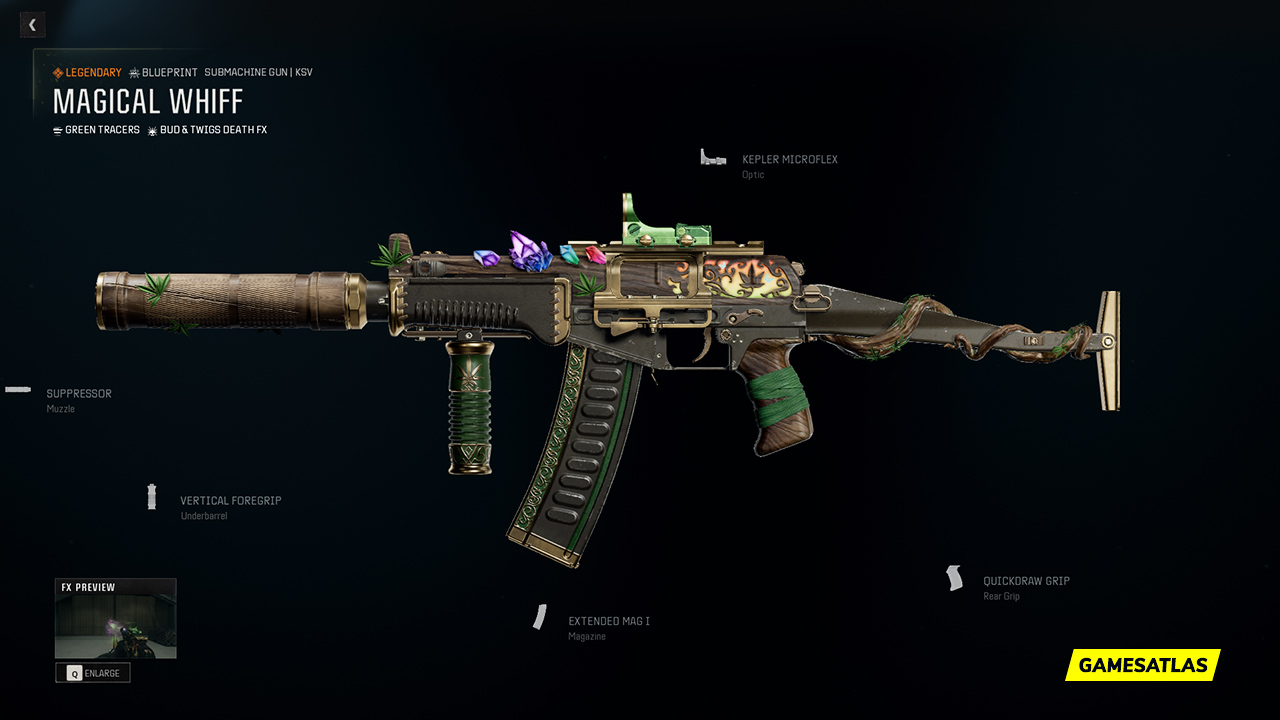 LEGENDARY BLUEPRINT SUBMACHINE GUN | KSV
MAGICAL WHIFF
GREEN TRACERS BUD & TWIGS DEATH FX
KEPLER MICROFLEX
Optic
SUPPRESSOR
Muzzle
VERTICAL FOREGRIP
Underbarrel
FX PREVIEW
Q ENLARGE
EXTENDED MAG I
Magazine
QUICKDRAW GRIP
Rear Grip
GAMESATLAS